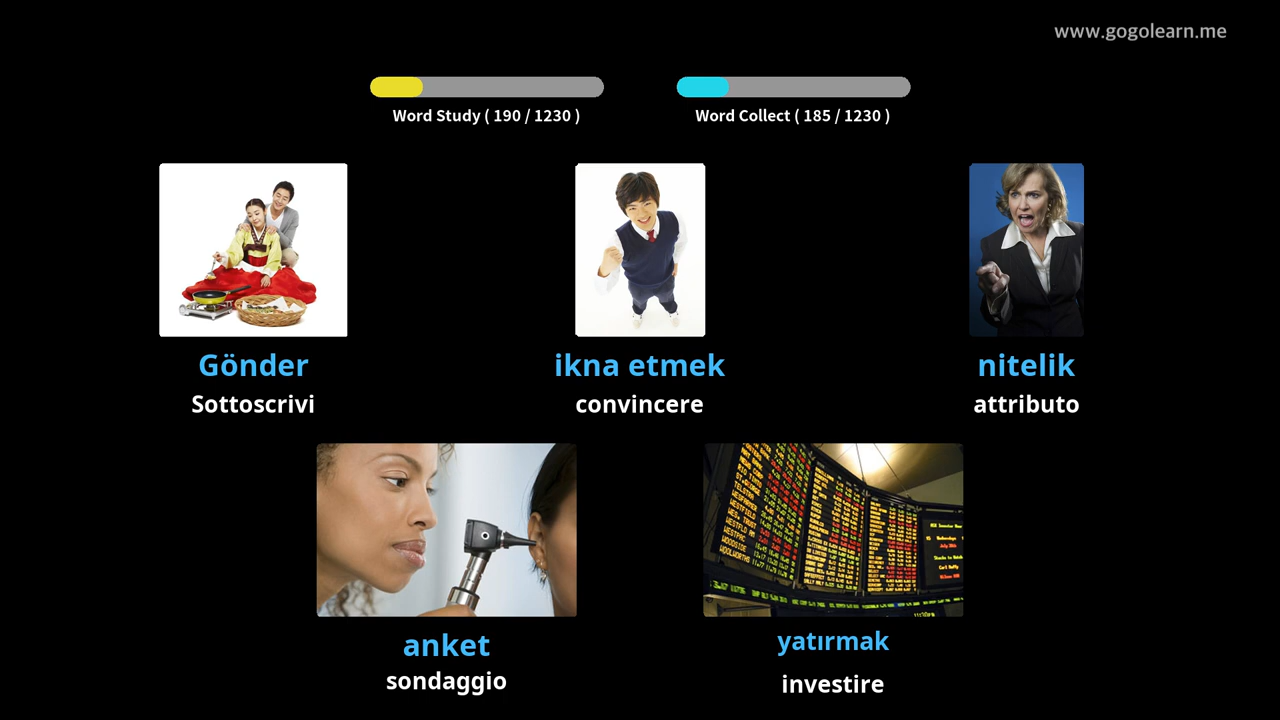 www.gogolearn.me
Word Study ( 190 / 1230 )
Word Collect ( 185 / 1230 )
Gönder
Sottoscrivi
ikna etmek
convincere
nitelik
attributo
anket
sondaggio
yatırmak
investire